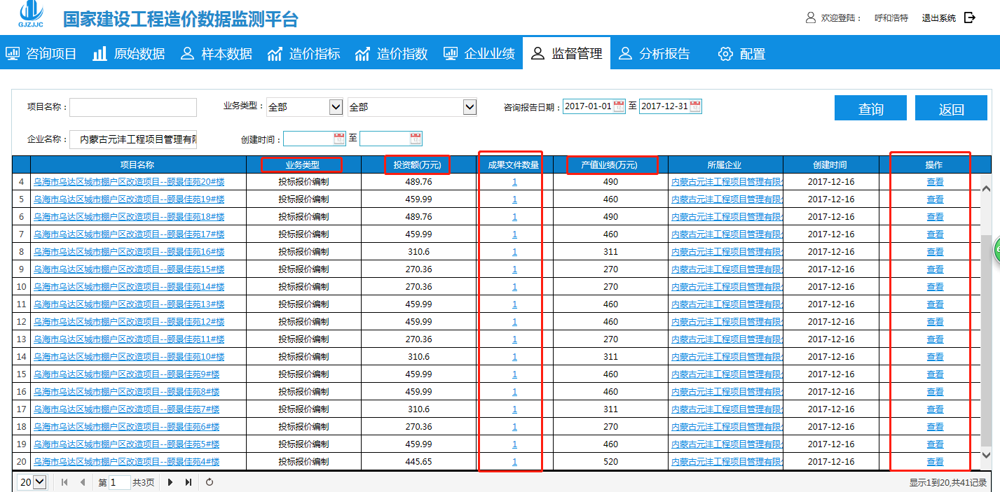 GJZJJC
国家建设工程造价数据监测平台
欢迎登陆： 呼和浩特 退出系统
咨询项目 原始数据 样本数据 造价指标 造价指数 企业业绩 监督管理 分析报告 配置
项目名称： 业务类型： 全部 全部 咨询报告日期： 2017-01-01 至 2017-12-31 查询 返回
企业名称： 内蒙古元沣工程项目管理有 创建时间： 至
项目名称 业务类型 投资额(万元) 成果文件数量 产值业绩(万元) 所属企业 创建时间 操作
4 乌海市乌达区城市棚户区改造项目--颐景佳苑20#楼 投标报价编制 489.76 1 490 内蒙古元沣工程项目管理有限 2017-12-16 查看
5 乌海市乌达区城市棚户区改造项目--颐景佳苑19#楼 投标报价编制 459.99 1 460 内蒙古元沣工程项目管理有限 2017-12-16 查看
6 乌海市乌达区城市棚户区改造项目--颐景佳苑18#楼 投标报价编制 489.76 1 490 内蒙古元沣工程项目管理有限 2017-12-16 查看
7 乌海市乌达区城市棚户区改造项目--颐景佳苑17#楼 投标报价编制 459.99 1 460 内蒙古元沣工程项目管理有限 2017-12-16 查看
8 乌海市乌达区城市棚户区改造项目--颐景佳苑16#楼 投标报价编制 310.6 1 311 内蒙古元沣工程项目管理有限 2017-12-16 查看
9 乌海市乌达区城市棚户区改造项目--颐景佳苑15#楼 投标报价编制 270.36 1 270 内蒙古元沣工程项目管理有限 2017-12-16 查看
10 乌海市乌达区城市棚户区改造项目--颐景佳苑14#楼 投标报价编制 270.36 1 270 内蒙古元沣工程项目管理有限 2017-12-16 查看
11 乌海市乌达区城市棚户区改造项目--颐景佳苑13#楼 投标报价编制 459.99 1 460 内蒙古元沣工程项目管理有限 2017-12-16 查看
12 乌海市乌达区城市棚户区改造项目--颐景佳苑12#楼 投标报价编制 459.99 1 460 内蒙古元沣工程项目管理有限 2017-12-16 查看
13 乌海市乌达区城市棚户区改造项目--颐景佳苑11#楼 投标报价编制 270.36 1 270 内蒙古元沣工程项目管理有限 2017-12-16 查看
14 乌海市乌达区城市棚户区改造项目--颐景佳苑10#楼 投标报价编制 310.6 1 311 内蒙古元沣工程项目管理有限 2017-12-16 查看
15 乌海市乌达区城市棚户区改造项目--颐景佳苑9#楼 投标报价编制 459.99 1 460 内蒙古元沣工程项目管理有限 2017-12-16 查看
16 乌海市乌达区城市棚户区改造项目--颐景佳苑8#楼 投标报价编制 459.99 1 460 内蒙古元沣工程项目管理有限 2017-12-16 查看
17 乌海市乌达区城市棚户区改造项目--颐景佳苑7#楼 投标报价编制 310.6 1 311 内蒙古元沣工程项目管理有限 2017-12-16 查看
18 乌海市乌达区城市棚户区改造项目--颐景佳苑6#楼 投标报价编制 270.36 1 270 内蒙古元沣工程项目管理有限 2017-12-16 查看
19 乌海市乌达区城市棚户区改造项目--颐景佳苑5#楼 投标报价编制 459.99 1 460 内蒙古元沣工程项目管理有限 2017-12-16 查看
20 乌海市乌达区城市棚户区改造项目--颐景佳苑4#楼 投标报价编制 445.65 1 520 内蒙古元沣工程项目管理有限 2017-12-16 查看
20 第 1 共3页 显示1到20,共41记录